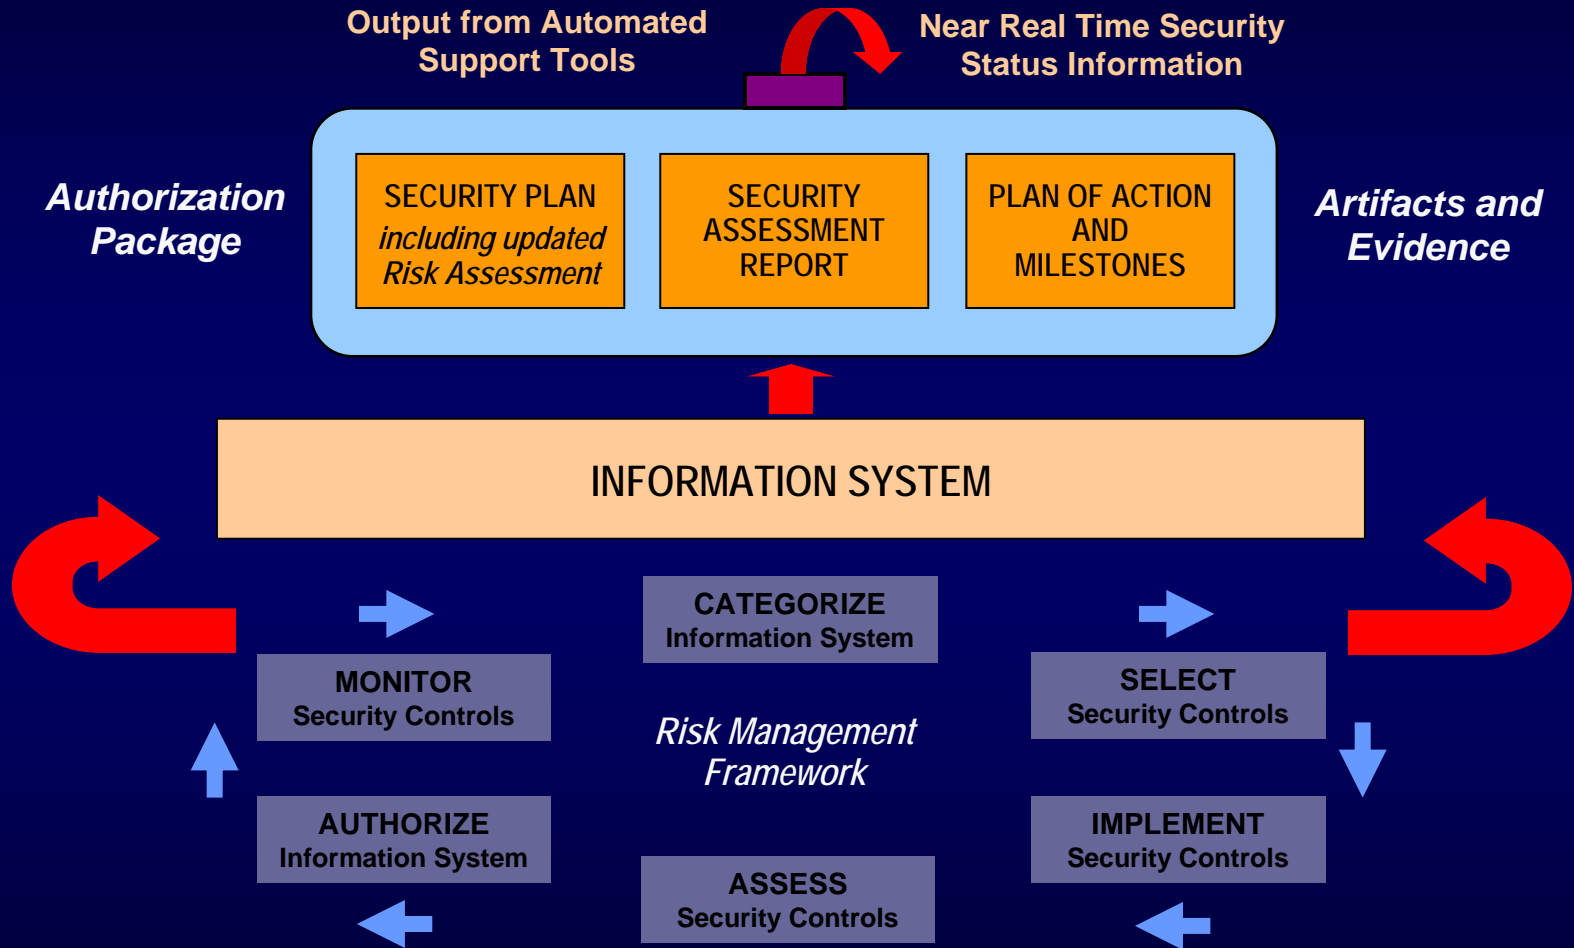 Output from Automated
Support Tools
Near Real Time Security
Status Information
Authorization
Package
SECURITY PLAN
including updated
Risk Assessment
SECURITY
ASSESSMENT
REPORT
PLAN OF ACTION
AND
MILESTONES
Artifacts and
Evidence
INFORMATION SYSTEM
CATEGORIZE
Information System
MONITOR
Security Controls
SELECT
Security Controls
Risk Management
Framework
AUTHORIZE
Information System
IMPLEMENT
Security Controls
ASSESS
Security Controls